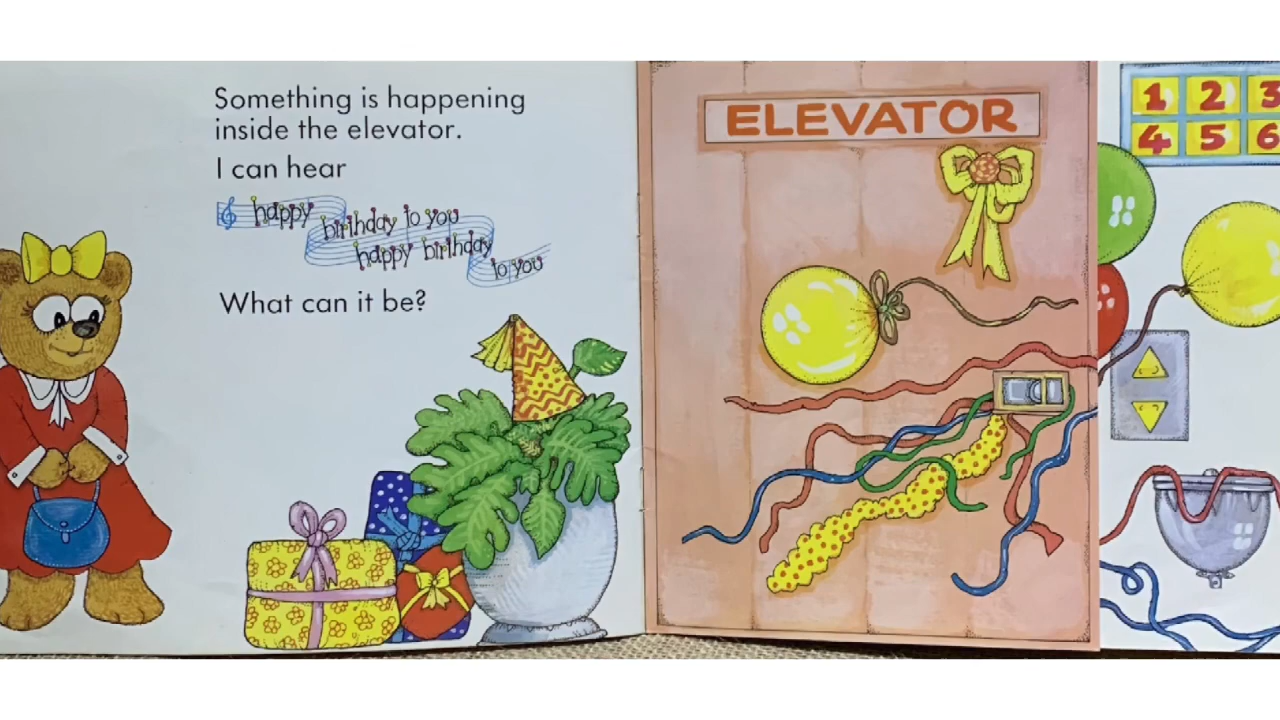 Something is happening
inside the elevator.
I can hear
happy birthday to you
happy birthday to you
What can it be?
ELEVATOR
1 2 3
4 5 6